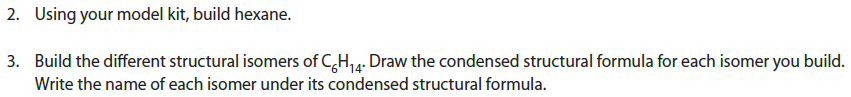 2. Using your model kit, build hexane.
3. Build the different structural isomers of C₆H₁₄. Draw the condensed structural formula for each isomer you build.
Write the name of each isomer under its condensed structural formula.